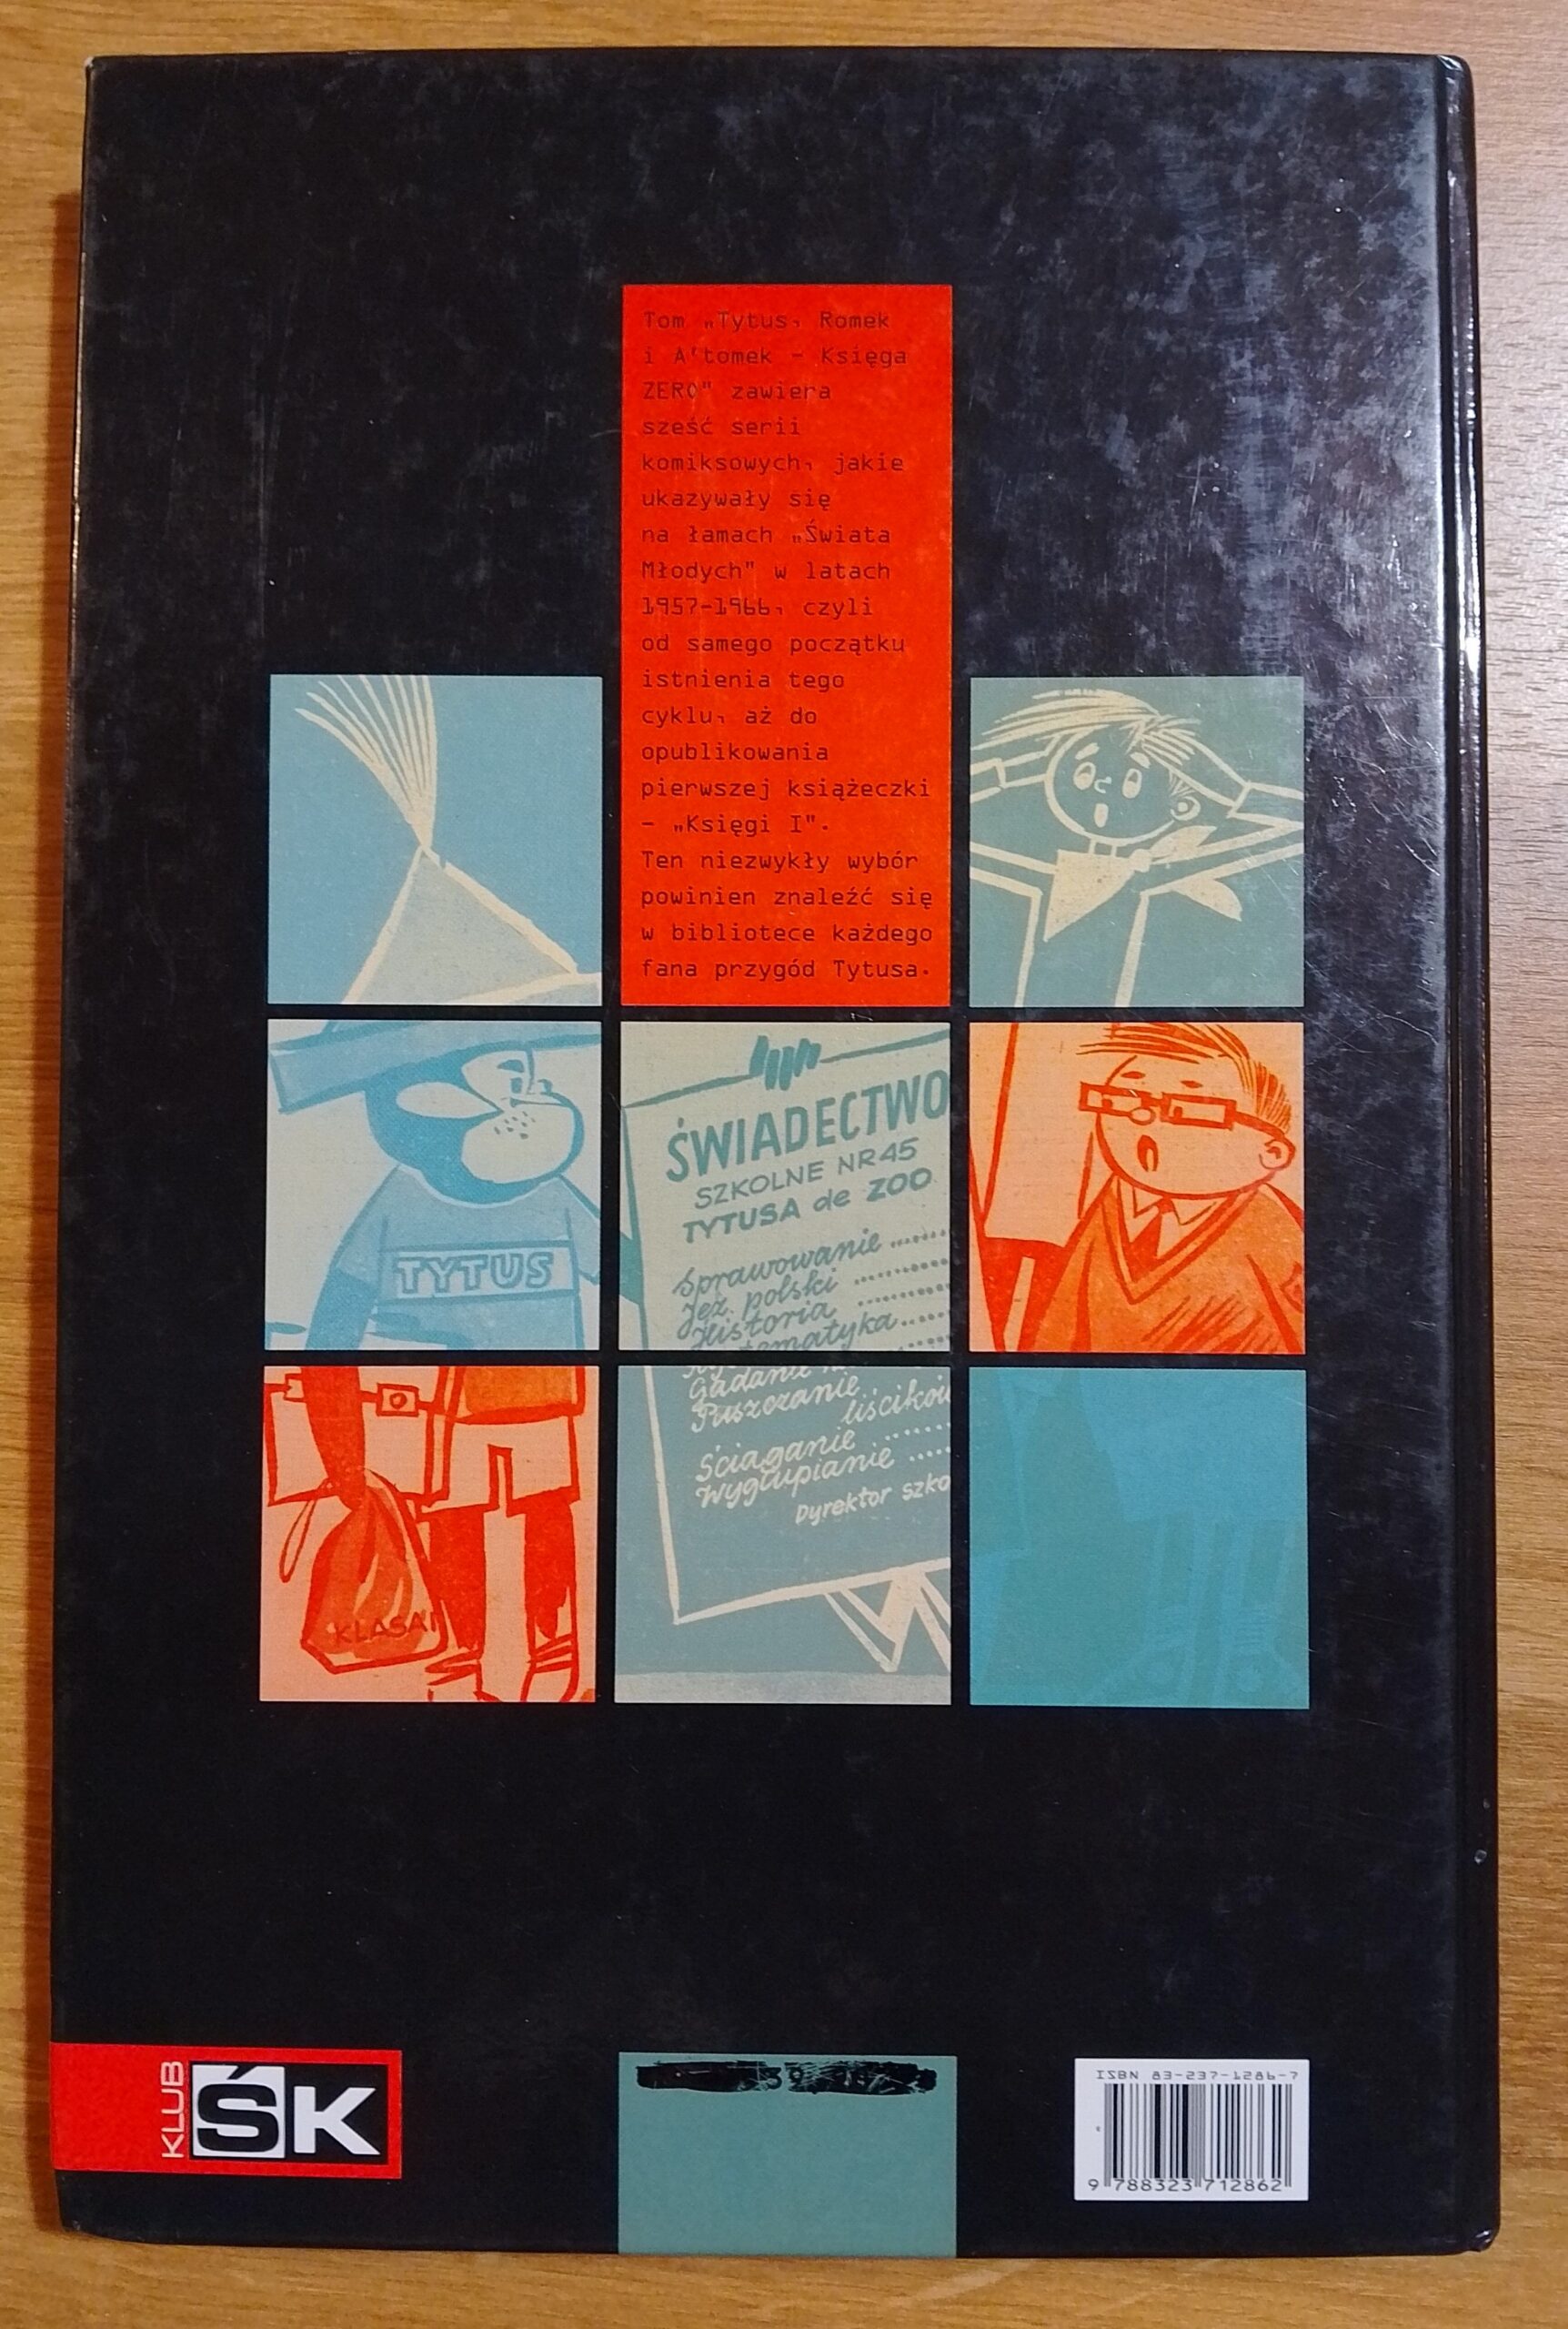 Tom „Tytus, Romek
i A'tomek - Księga
ZERO" zawiera
sześć serii
komiksowych, jakie
ukazywały się
na łamach „Świata
Młodych" w latach
1957-1966, czyli
od samego początku
istnienia tego
cyklu, aż do
opublikowania
pierwszej książeczki
- „Księgi I".
Ten niezwykły wybór
powinien znaleźć się
w bibliotece każdego
fana przygód Tytusa.
TYTUS
ŚWIADECTWO
SZKOLNE NR 45
TYTUSA de ZOO
Sprawowanie ......
Jęz. polski ..........
Historia ..........
tematyka.....
KLASA I
Puszczanie
liścików
Ściąganie ......
Wygłupianie ....
Dyrektor szko
KLUB
ŚK
ISBN 83-237-1286-7
9 788323 712862